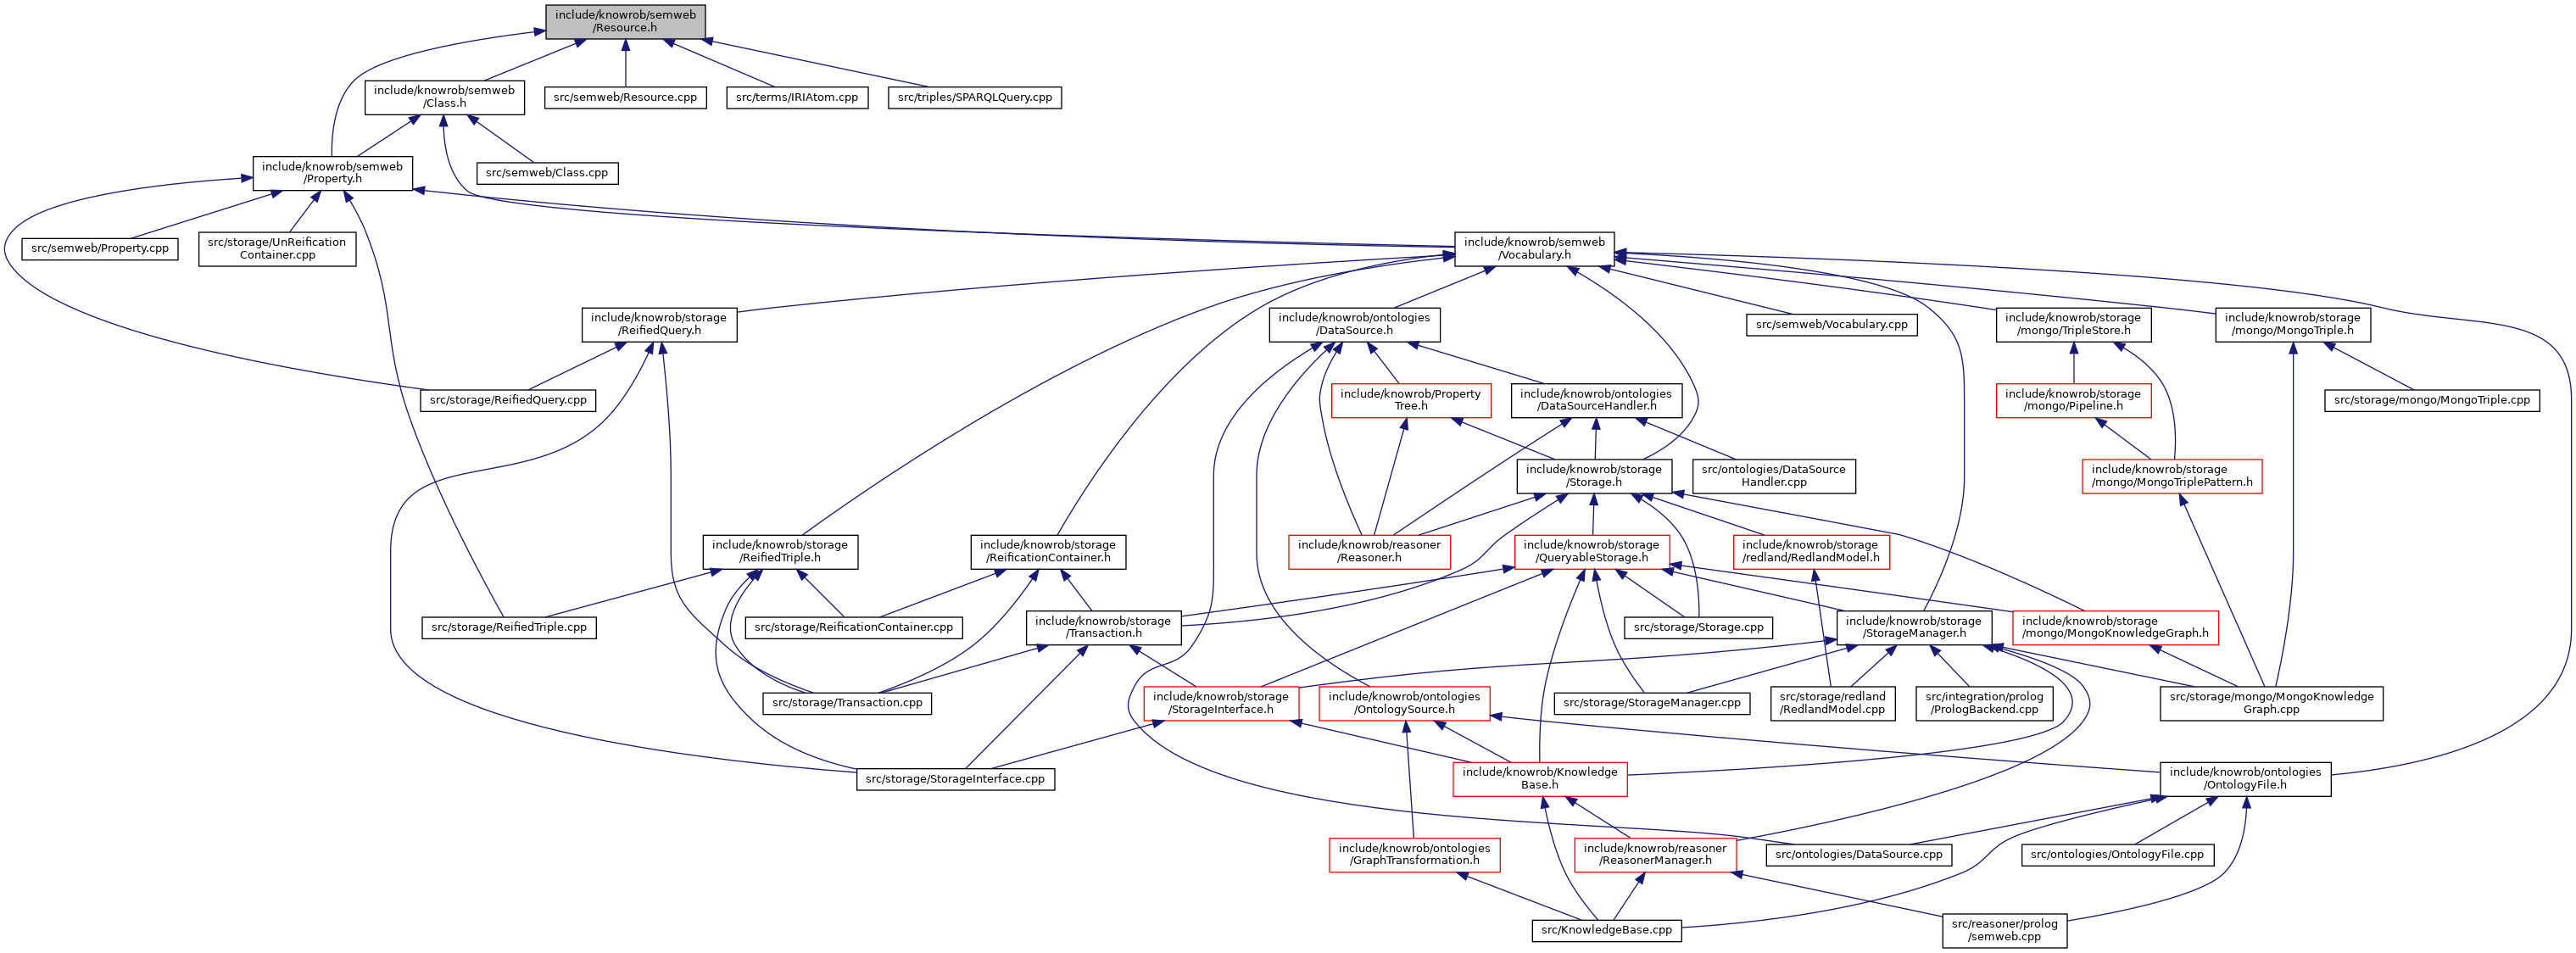 include/knowrob/semweb
/Resource.h
include/knowrob/semweb
/Class.h
src/semweb/Resource.cpp
src/terms/IRIAtom.cpp
src/triples/SPARQLQuery.cpp
include/knowrob/semweb
/Property.h
src/semweb/Class.cpp
src/semweb/Property.cpp
src/storage/UnReification
Container.cpp
include/knowrob/semweb
/Vocabulary.h
include/knowrob/storage
/ReifiedQuery.h
include/knowrob/ontologies
/DataSource.h
src/semweb/Vocabulary.cpp
include/knowrob/storage
/mongo/TripleStore.h
include/knowrob/storage
/mongo/MongoTriple.h
src/storage/ReifiedQuery.cpp
include/knowrob/Property
Tree.h
include/knowrob/ontologies
/DataSourceHandler.h
include/knowrob/storage
/mongo/Pipeline.h
src/storage/mongo/MongoTriple.cpp
include/knowrob/storage
/Storage.h
src/ontologies/DataSource
Handler.cpp
include/knowrob/storage
/mongo/MongoTriplePattern.h
include/knowrob/storage
/ReifiedTriple.h
include/knowrob/storage
/ReificationContainer.h
include/knowrob/reasoner
/Reasoner.h
include/knowrob/storage
/QueryableStorage.h
include/knowrob/storage
/redland/RedlandModel.h
src/storage/ReifiedTriple.cpp
src/storage/ReificationContainer.cpp
include/knowrob/storage
/Transaction.h
src/storage/Storage.cpp
include/knowrob/storage
/StorageManager.h
include/knowrob/storage
/mongo/MongoKnowledgeGraph.h
src/storage/Transaction.cpp
include/knowrob/storage
/StorageInterface.h
include/knowrob/ontologies
/OntologySource.h
src/storage/StorageManager.cpp
src/storage/redland
/RedlandModel.cpp
src/integration/prolog
/PrologBackend.cpp
src/storage/mongo/MongoKnowledge
Graph.cpp
src/storage/StorageInterface.cpp
include/knowrob/Knowledge
Base.h
include/knowrob/ontologies
/OntologyFile.h
include/knowrob/ontologies
/GraphTransformation.h
include/knowrob/reasoner
/ReasonerManager.h
src/ontologies/DataSource.cpp
src/ontologies/OntologyFile.cpp
src/KnowledgeBase.cpp
src/reasoner/prolog
/semweb.cpp